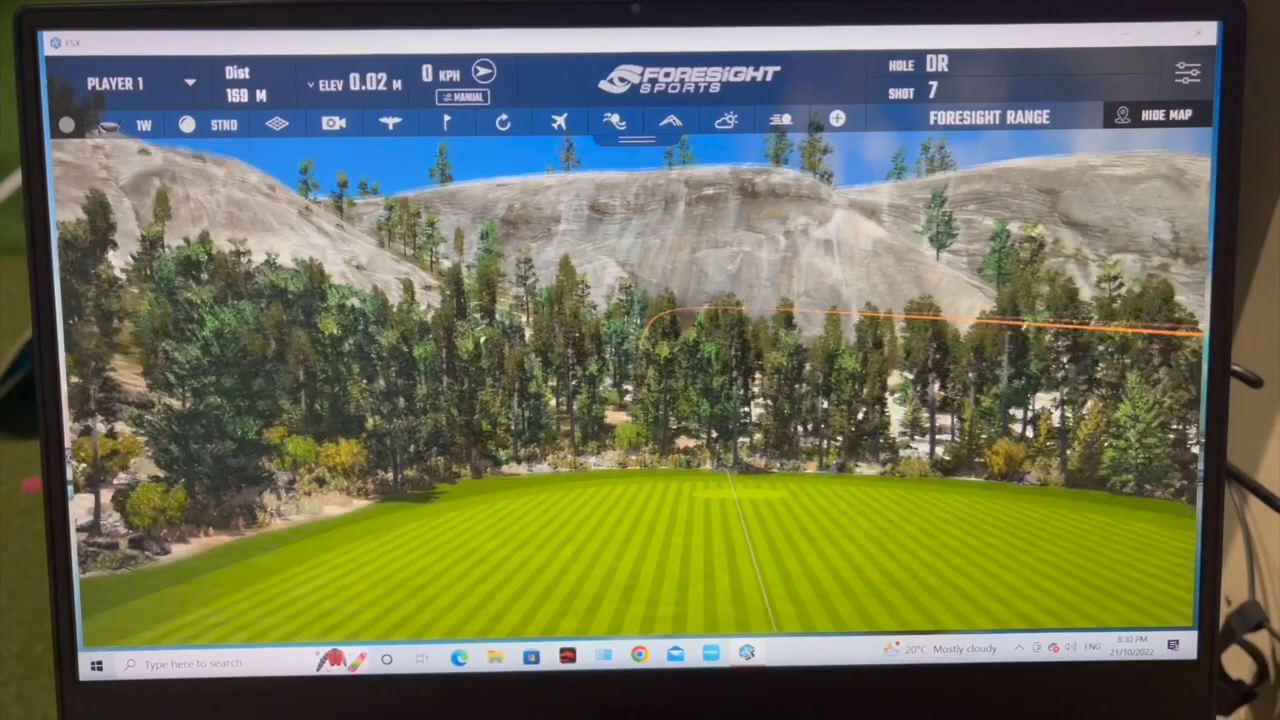 FSX
PLAYER 1
Dist
159 M
ELEV 0.02 M
0 KPH
MANUAL
FORESIGHT
SPORTS
HOLE DR
SHOT 7
1W
STND
FORESIGHT RANGE
HIDE MAP
Type here to search
20°C Mostly cloudy
ENG
8:30 PM
21/10/2022